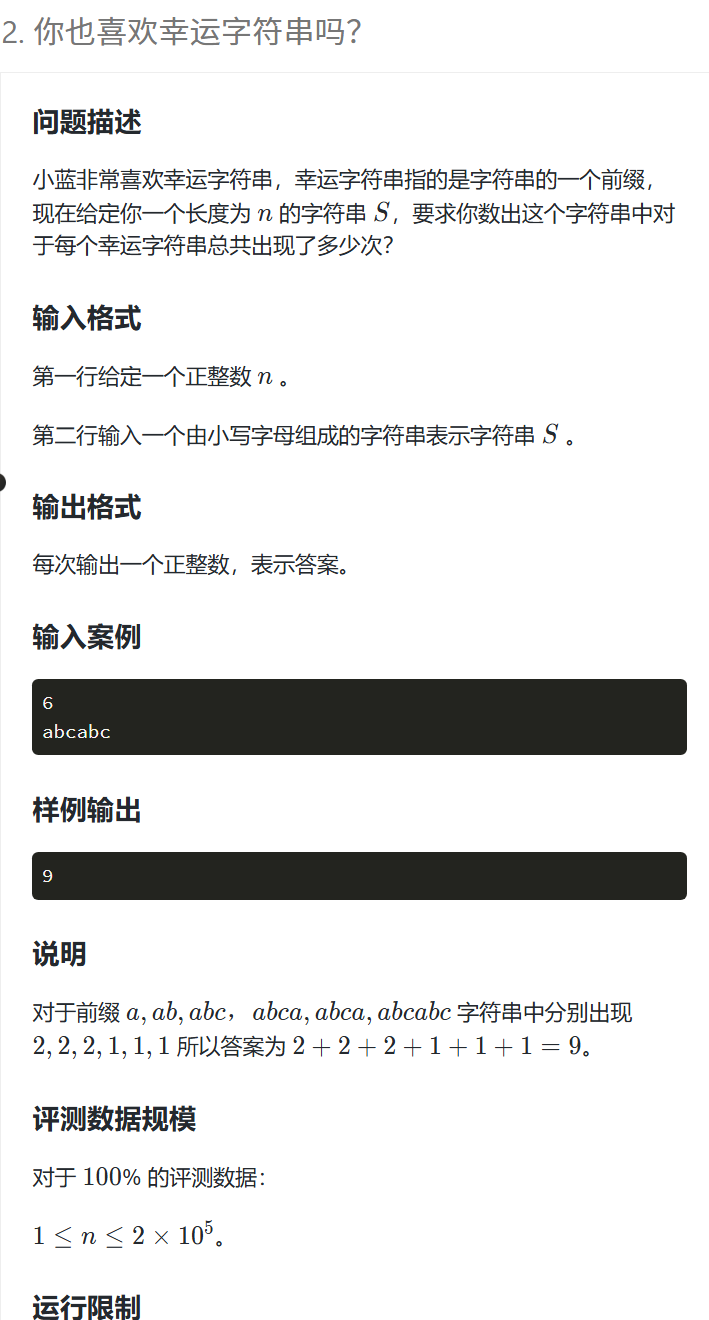 2. 你也喜欢幸运字符串吗?
问题描述
小蓝非常喜欢幸运字符串，幸运字符串指的是字符串的一个前缀，
现在给定你一个长度为 n 的字符串 S，要求你数出这个字符串中对
于每个幸运字符串总共出现了多少次？
输入格式
第一行给定一个正整数 n 。
第二行输入一个由小写字母组成的字符串表示字符串 S 。
输出格式
每次输出一个正整数，表示答案。
输入案例
6
abcabc
样例输出
9
说明
对于前缀 a, ab, abc，abca, abca, abcabc 字符串中分别出现
2, 2, 2, 1, 1, 1 所以答案为 2 + 2 + 2 + 1 + 1 + 1 = 9。
评测数据规模
对于 100% 的评测数据：
1 ≤ n ≤ 2 × 10⁵。
运行限制